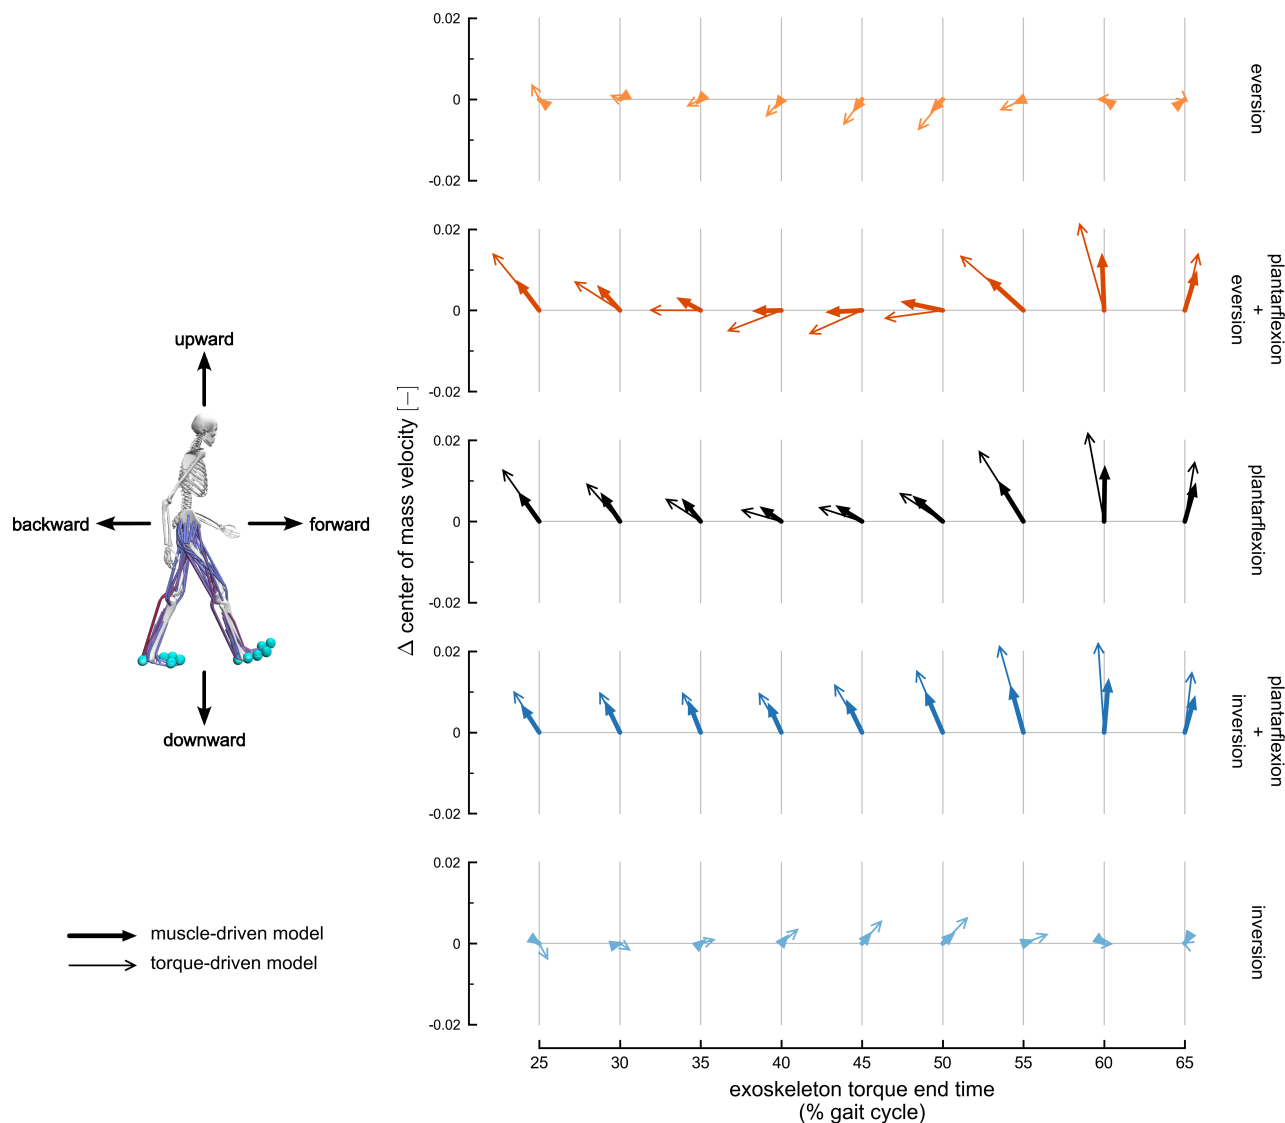 upward
backward
forward
downward
muscle-driven model
torque-driven model
Δ center of mass velocity [−]
0.02
0
-0.02
eversion
0.02
0
-0.02
plantarflexion
+
eversion
0.02
0
-0.02
plantarflexion
0.02
0
-0.02
plantarflexion
+
inversion
0.02
0
-0.02
inversion
25 30 35 40 45 50 55 60 65
exoskeleton torque end time
(% gait cycle)